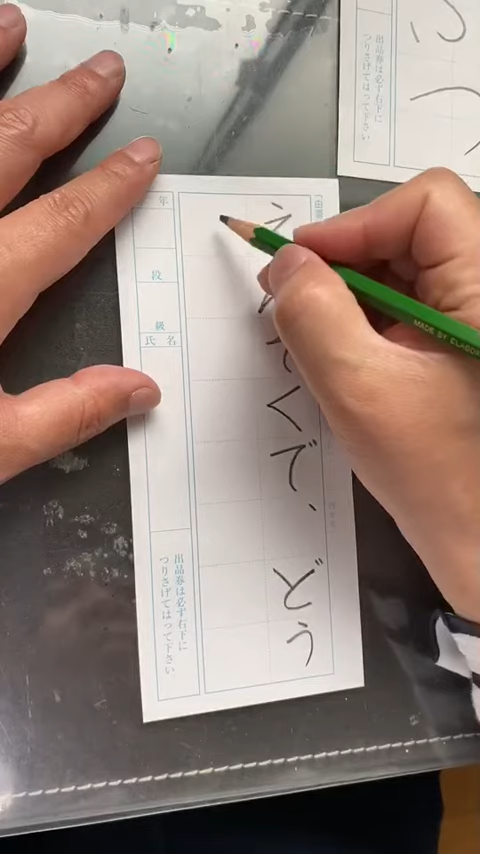 出品券は必ず右下に
つりさげてはって下さい
くで、どう
年
段
級
氏名
出品券は必ず右下に
つりさげてはって下さい
MADE BY